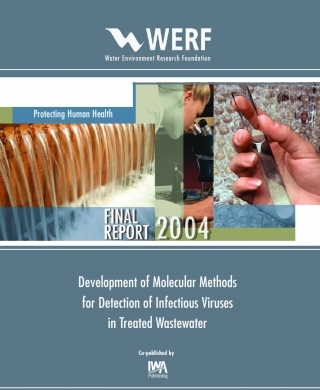 WERF
Water Environment Research Foundation
Protecting Human Health
FINAL
REPORT 2004
Development of Molecular Methods
for Detection of Infectious Viruses
in Treated Wastewater
Co-published by
IWA
Publishing